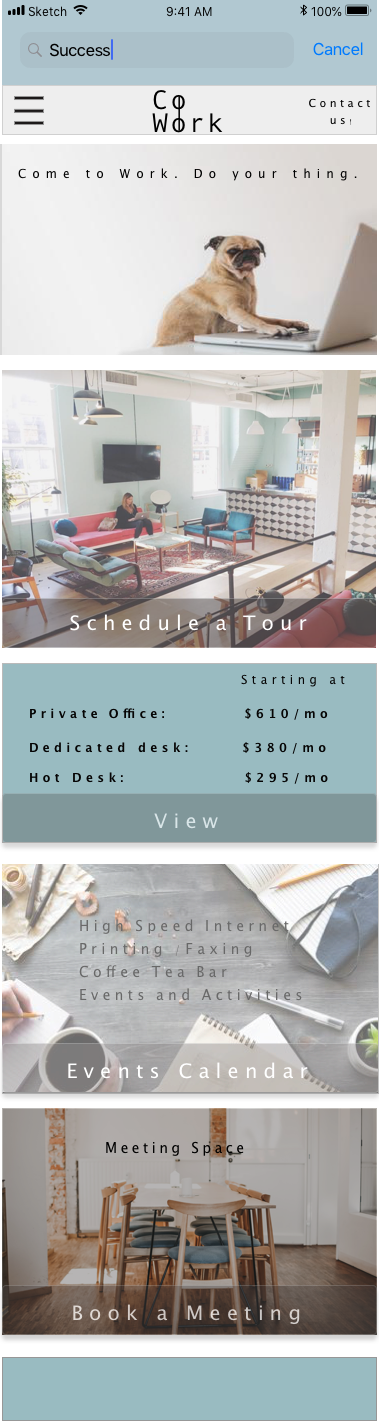 Sketch 9:41 AM 100%
Success Cancel
Co
Work
Contact
us!
Come to Work. Do your thing.
Schedule a Tour
Starting at
Private Office: $610/mo
Dedicated desk: $380/mo
Hot Desk: $295/mo
View
High Speed Internet
Printing / Faxing
Coffee Tea Bar
Events and Activities
Events Calendar
Meeting Space
Book a Meeting